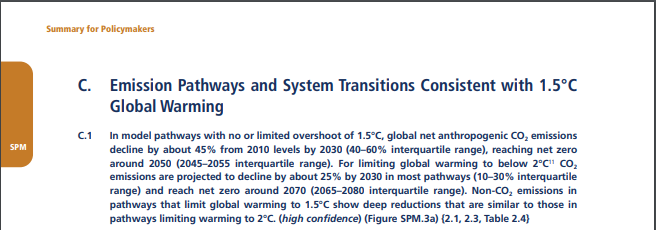 Summary for Policymakers
C. Emission Pathways and System Transitions Consistent with 1.5°C
Global Warming
SPM
C.1 In model pathways with no or limited overshoot of 1.5°C, global net anthropogenic CO₂ emissions
decline by about 45% from 2010 levels by 2030 (40–60% interquartile range), reaching net zero
around 2050 (2045–2055 interquartile range). For limiting global warming to below 2°C¹¹ CO₂
emissions are projected to decline by about 25% by 2030 in most pathways (10–30% interquartile
range) and reach net zero around 2070 (2065–2080 interquartile range). Non-CO₂ emissions in
pathways that limit global warming to 1.5°C show deep reductions that are similar to those in
pathways limiting warming to 2°C. (high confidence) (Figure SPM.3a) {2.1, 2.3, Table 2.4}